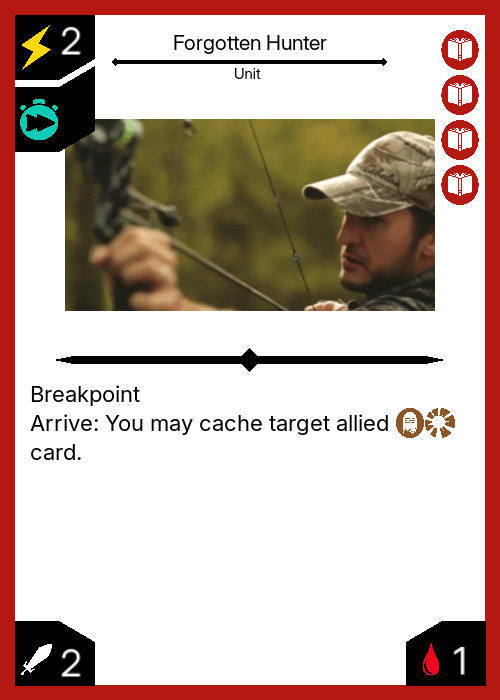 2
Forgotten Hunter
Unit
Breakpoint
Arrive: You may cache target allied
card.
2
1